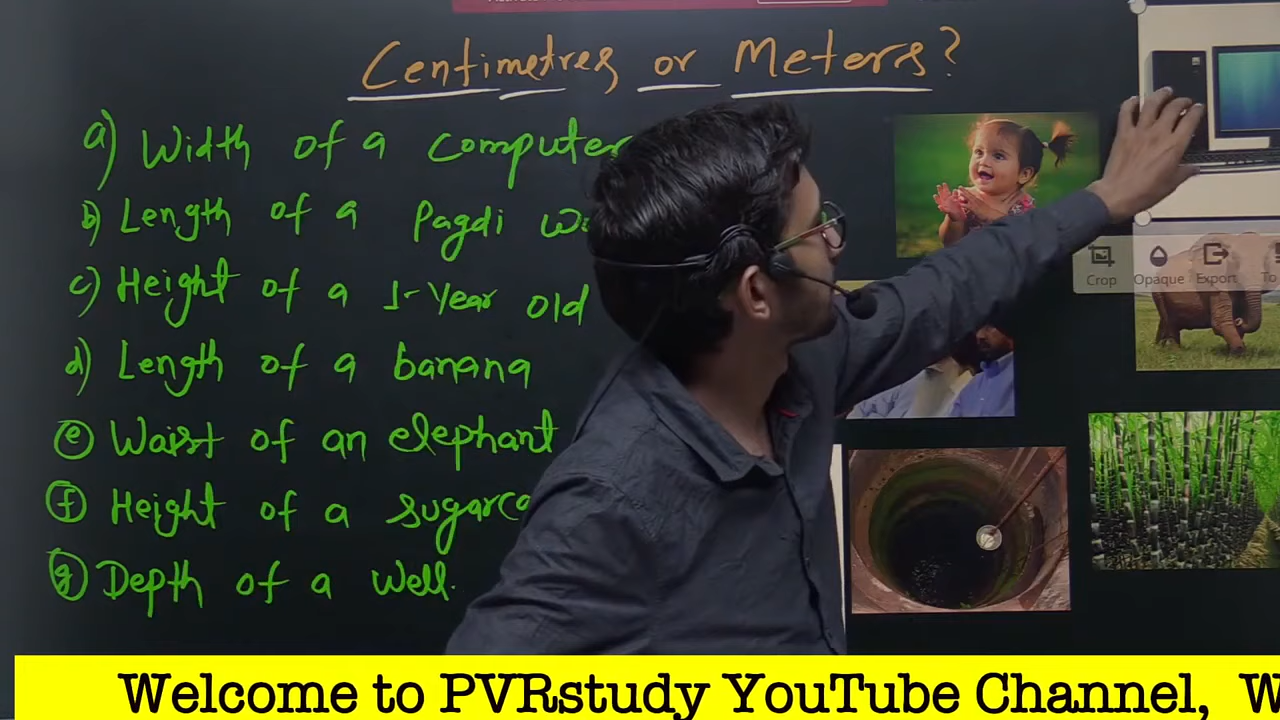 Centimetres or Meters?
a) Width of a computer
b) Length of a Pagdi
c) Height of a 1-Year old
d) Length of a banana
e) Waist of an elephant
f) Height of a
g) Depth of a Well.
Crop Opaque Export
Welcome to PVRstudy YouTube Channel,